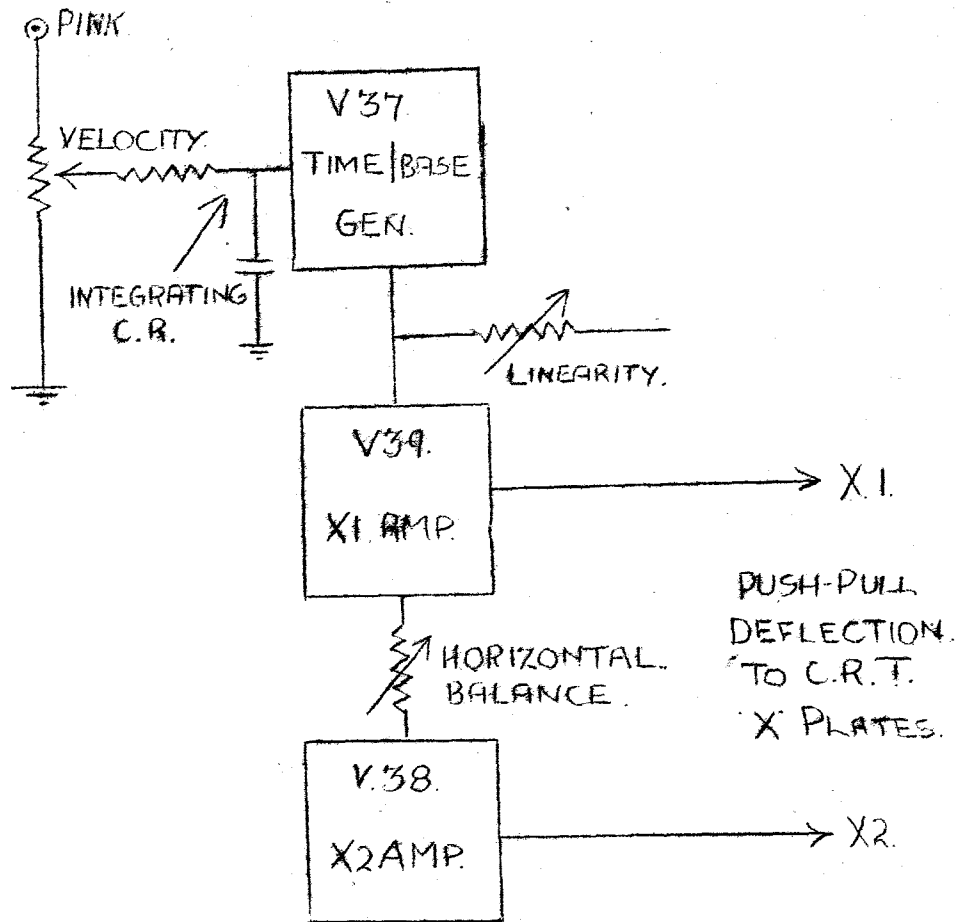 PINK
VELOCITY.
V37.
TIME/BASE
GEN.
INTEGRATING
C.R.
LINEARITY.
V39.
X1 AMP.
X.1.
PUSH-PULL
DEFLECTION.
TO C.R.T.
X PLATES.
HORIZONTAL.
BALANCE.
V.38.
X2 AMP.
X2.